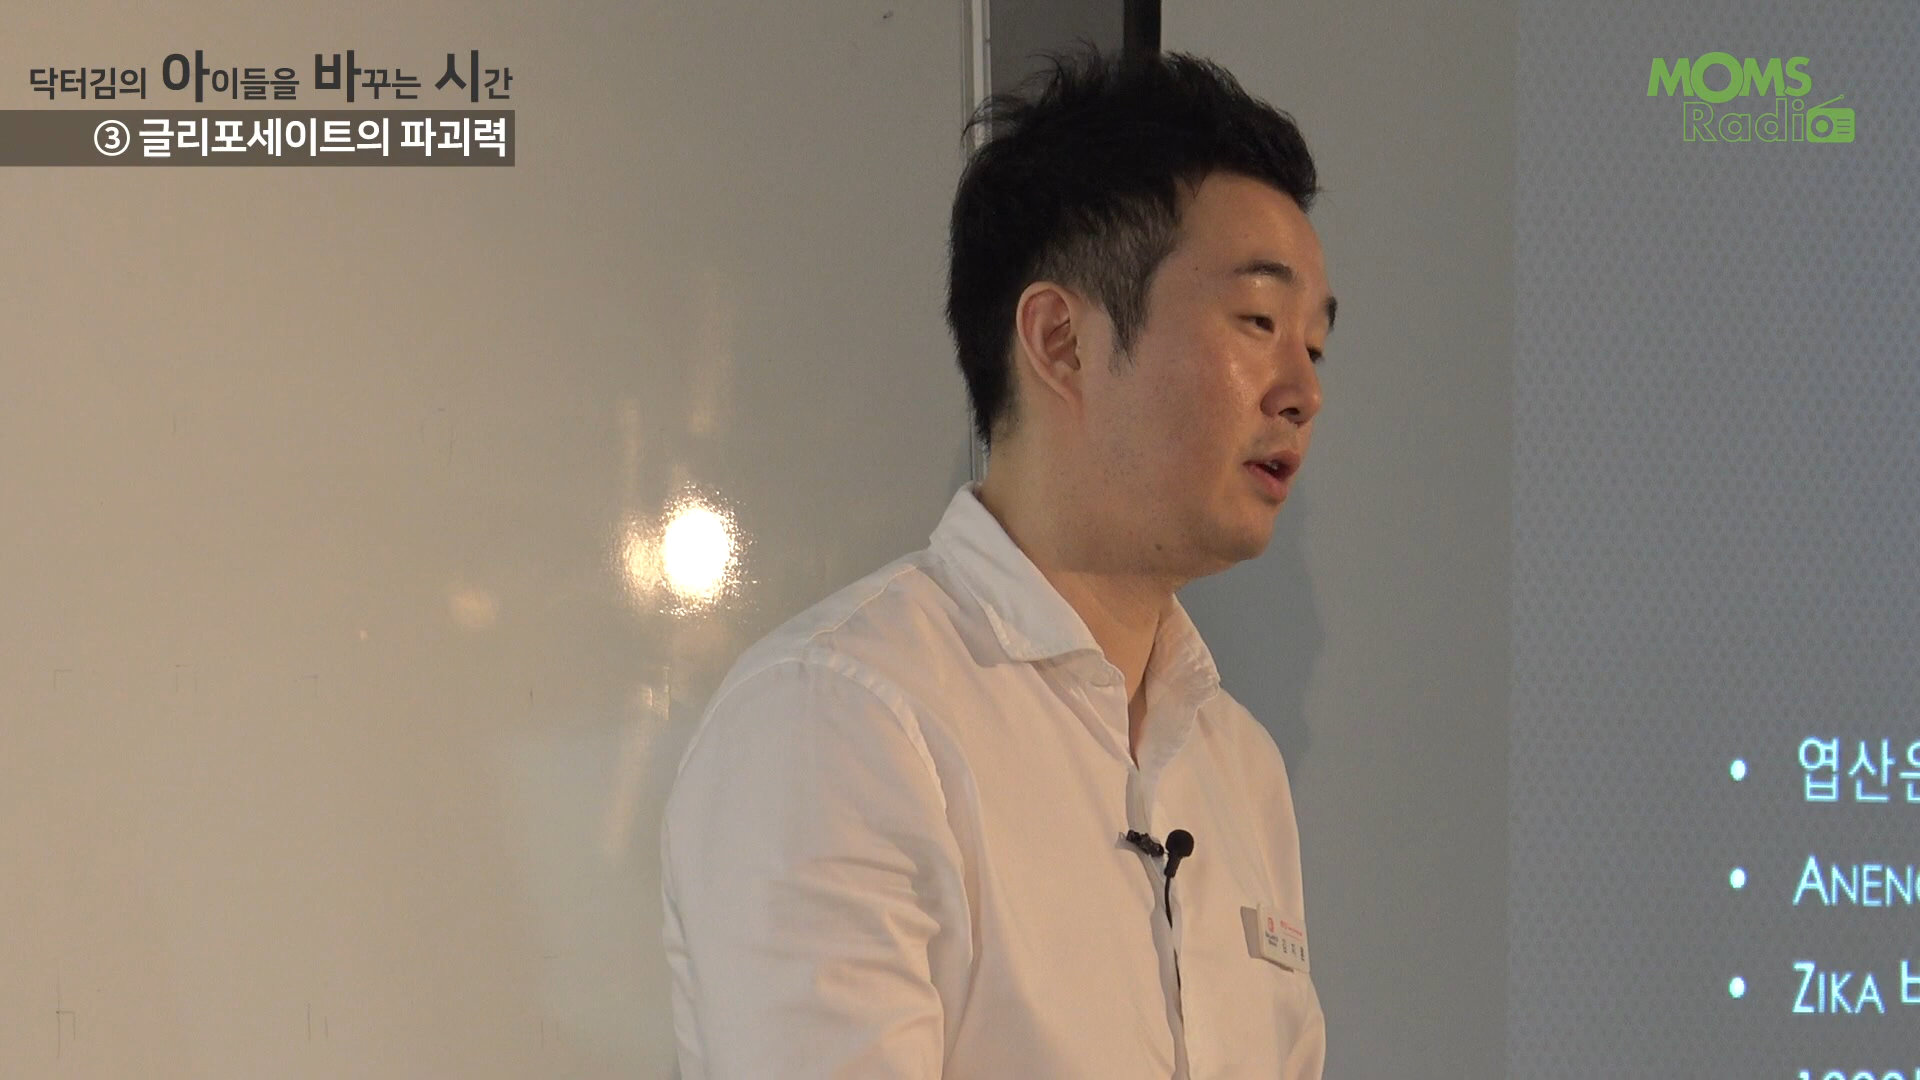 닥터김의 아이들을 바꾸는 시간
③ 글리포세이트의 파괴력
MOMS
Radio
엽산은
ANEN
ZIKA